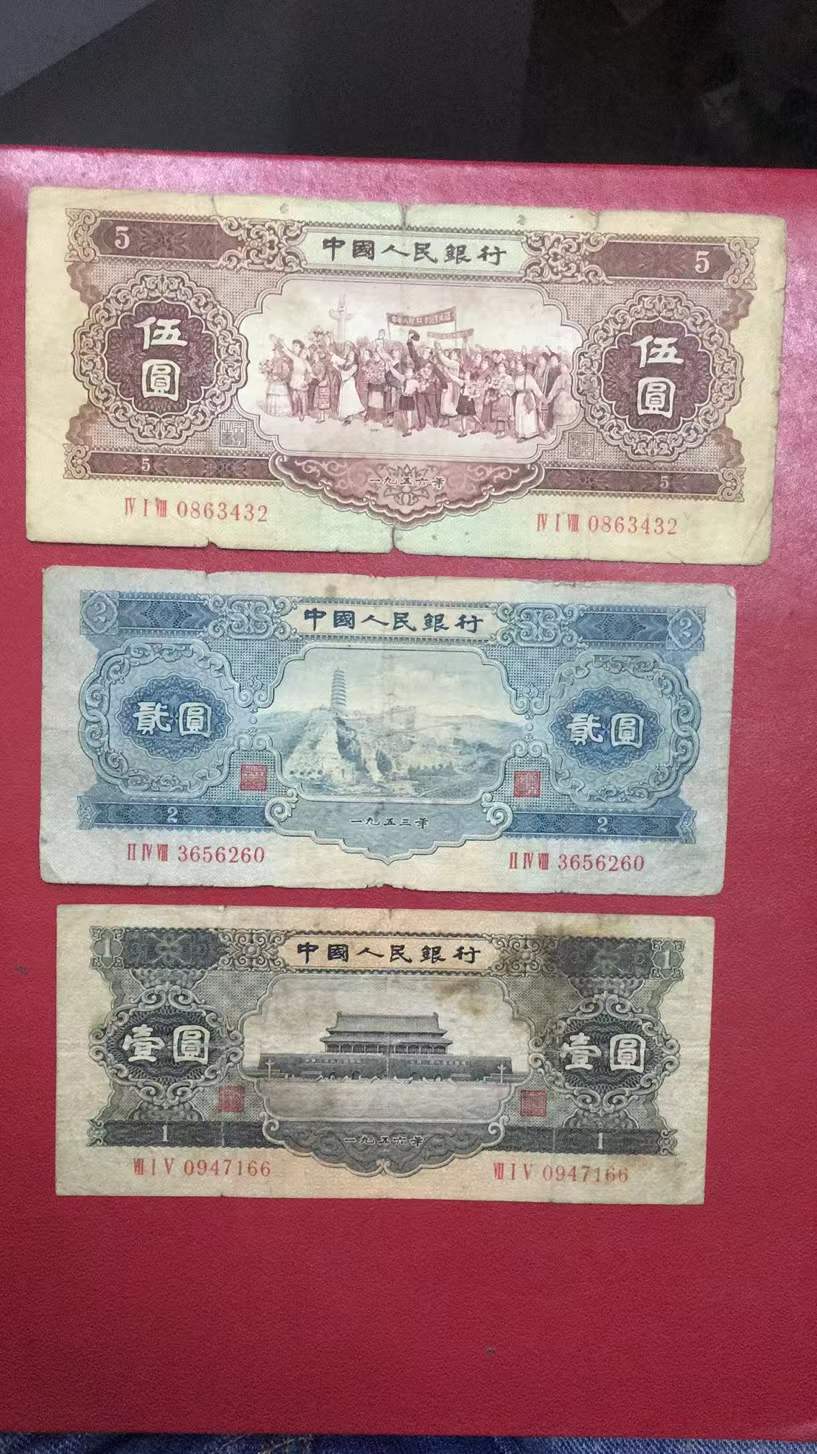 中國人民銀行
5 5
伍圓 伍圓
5 一九五六年 5
IV I VIII 0863432 IV I VIII 0863432
中國人民銀行
2 2
貳圓 貳圓
2 一九五三年 2
II IV VIII 3656260 II IV VIII 3656260
中國人民銀行
1 1
壹圓 壹圓
1 一九五六年 1
VII I V 0947166 VII I V 0947166